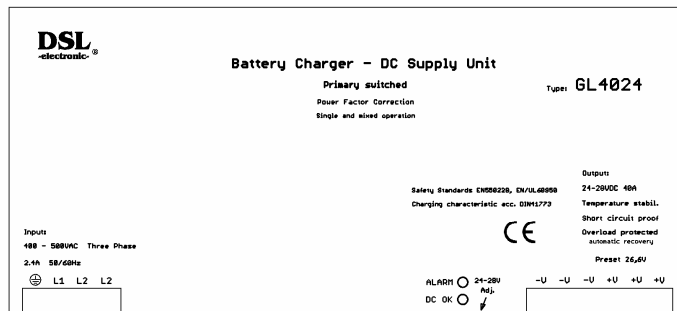 DSL®
-electronic-
Battery Charger - DC Supply Unit
Primary switched
Type: GL4024
Power Factor Correction
Single and mixed operation
Output:
Safety Standards EN550220, EN/UL60950
24-28VDC 40A
Charging characteristic acc. DIN41773
Temperature stabil.
Short circuit proof
Input:
Overload protected
automatic recovery
400 - 500VAC Three Phase
Preset 26,6V
2.4A 50/60Hz
L1 L2 L2
ALARM
24-28V
Adj.
-V -V -V +V +V +V
DC OK